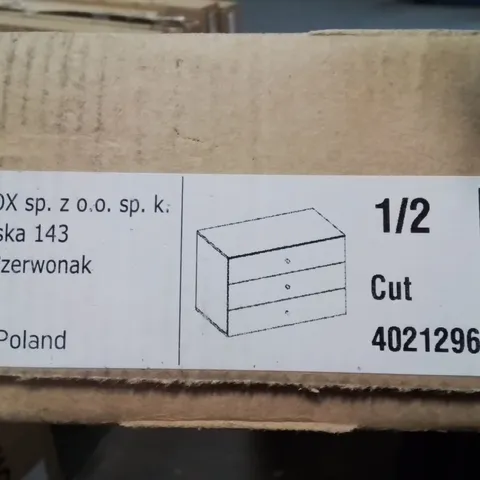 OX sp. z o.o. sp. k.
ska 143
zerwonak
Poland
1/2
Cut
4021296